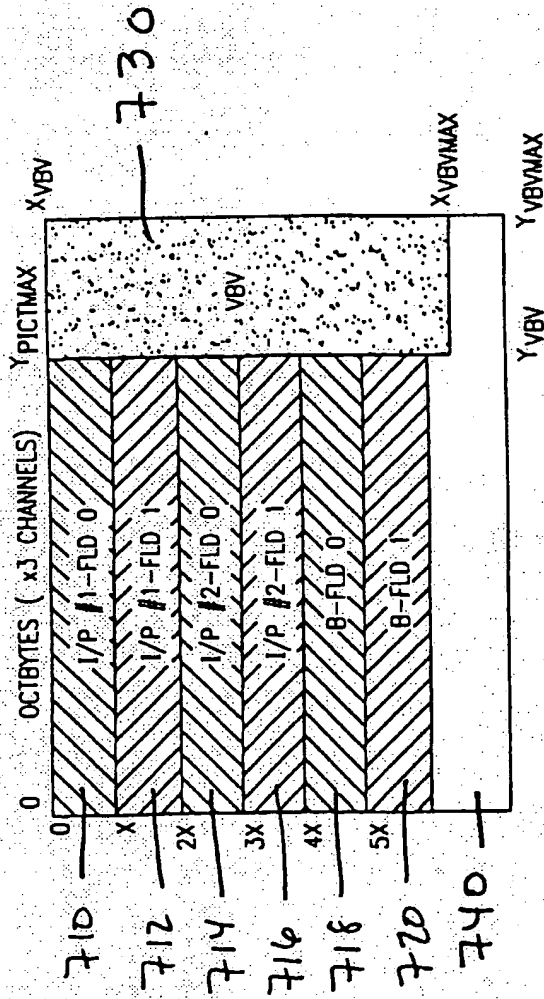 0 OCTBYTES ( x3 CHANNELS) YPICTMAX XVBV
730
0
710 I/P #1-FLD 0
X
712 I/P #1-FLD 1
2X
714 I/P #2-FLD 0
3X
716 I/P #2-FLD 1
4X
718 B-FLD 0
5X
720 B-FLD 1
VBV
740
XVBVMAX
YVBV YVBVMAX